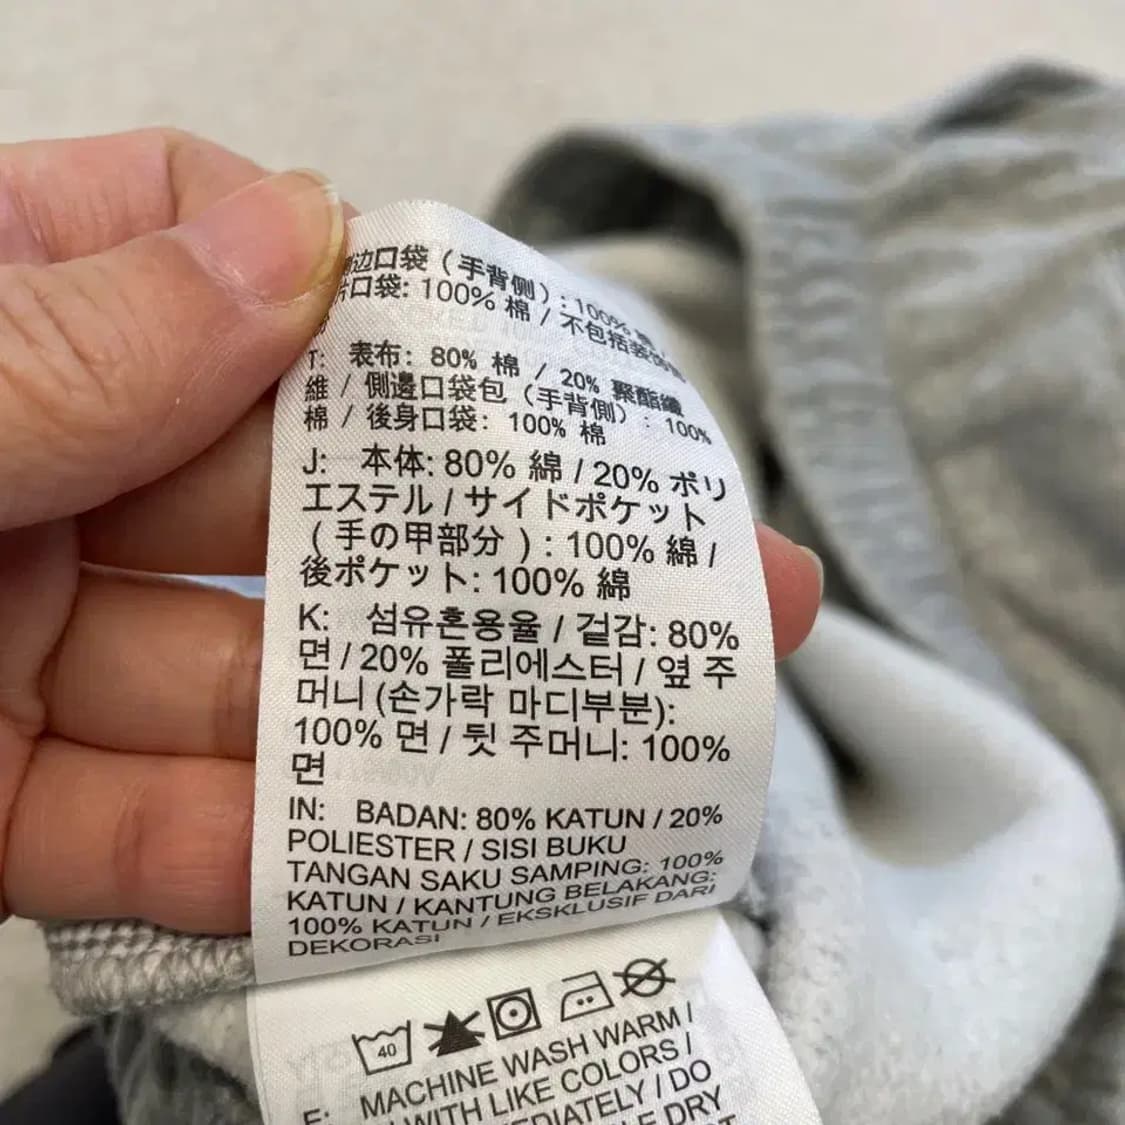 边口袋 (手背侧) : 100%
口袋: 100% 棉 / 不包括装
T: 表布: 80% 棉 / 20% 聚酯纖
維 / 側邊口袋包 (手背側) : 100%
棉 / 後身口袋: 100% 棉
J: 本体: 80% 綿 / 20% ポリ
エステル / サイドポケット
( 手の甲部分 ) : 100% 綿 /
後ポケット: 100% 綿
K: 섬유혼용율 / 겉감: 80%
면 / 20% 폴리에스터 / 옆 주
머니 (손가락 마디부분):
100% 면 / 뒷 주머니: 100%
면
IN: BADAN: 80% KATUN / 20%
POLIESTER / SISI BUKU
TANGAN SAKU SAMPING: 100%
KATUN / KANTUNG BELAKANG:
100% KATUN / EKSKLUSIF DARI
DEKORASI
40
E: MACHINE WASH WARM /
WITH LIKE COLORS /
/ DO
DRY